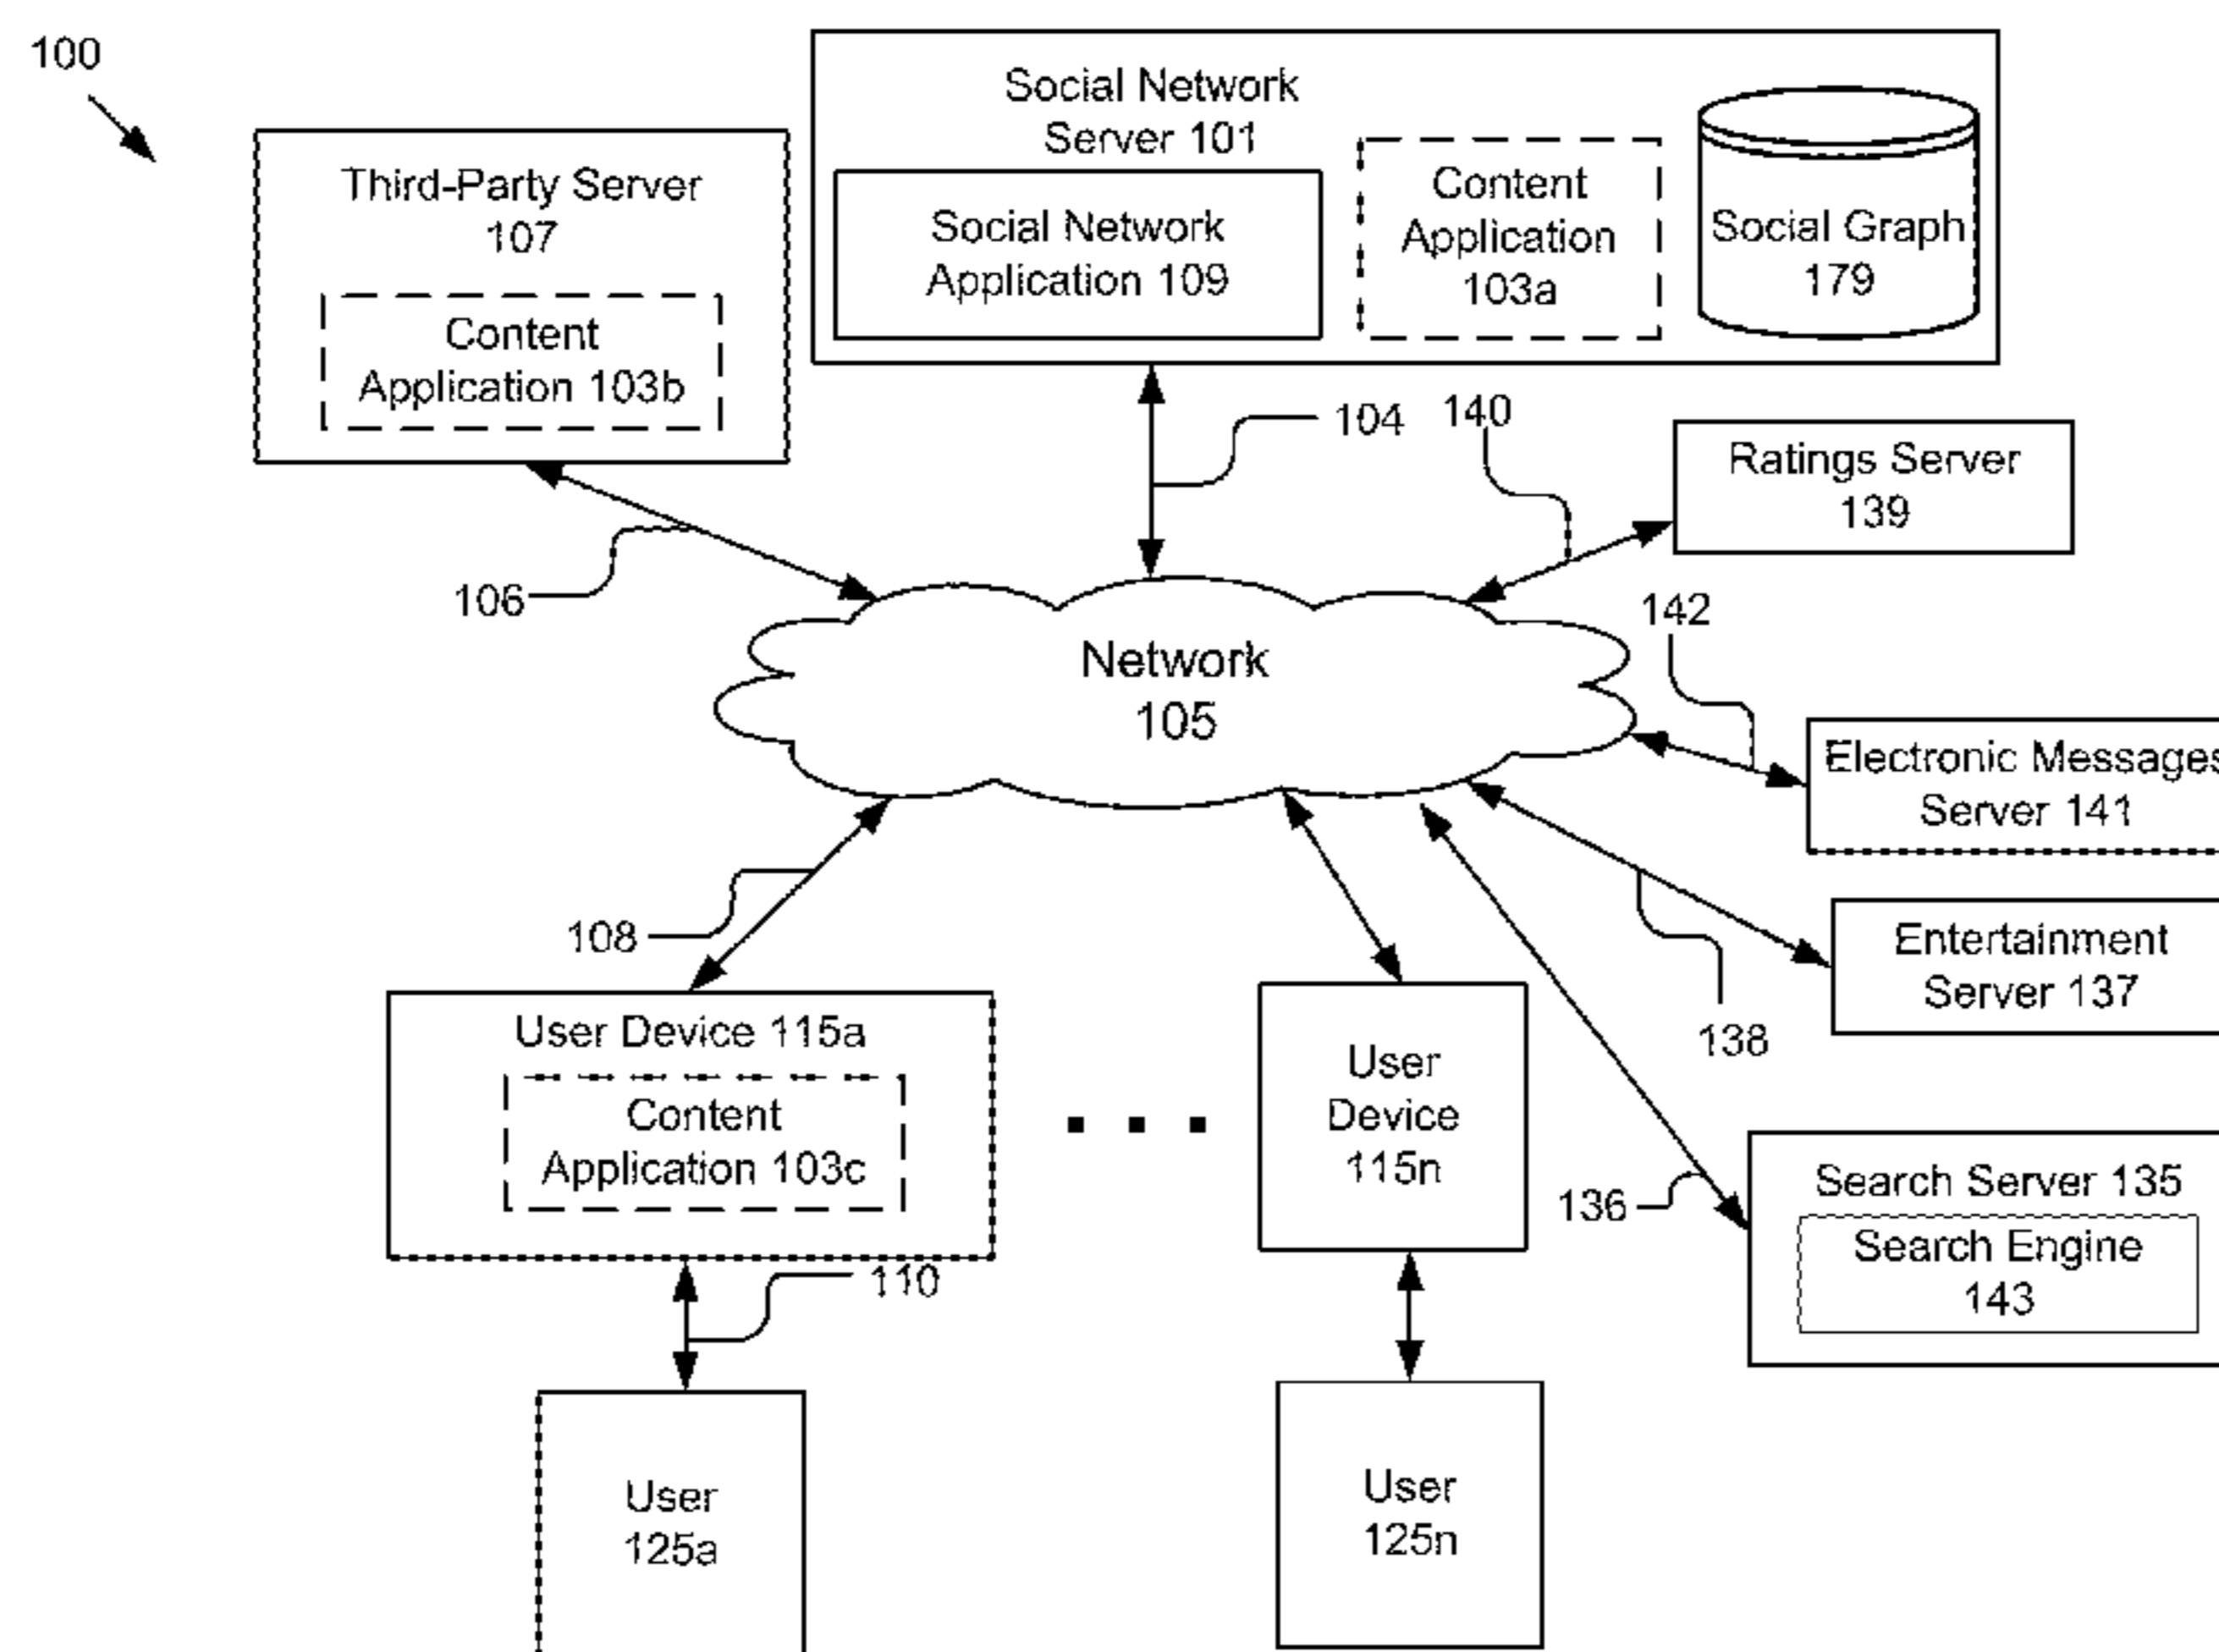 100
Social Network
Server 101
Third-Party Server
107
Content
Application 103b
Social Network
Application 109
Content
Application
103a
Social Graph
179
104
140
Ratings Server
139
106
142
Network
105
Electronic Messages
Server 141
108
138
Entertainment
Server 137
User Device 115a
Content
Application 103c
User
Device
115n
136
Search Server 135
Search Engine
143
110
User
125a
User
125n